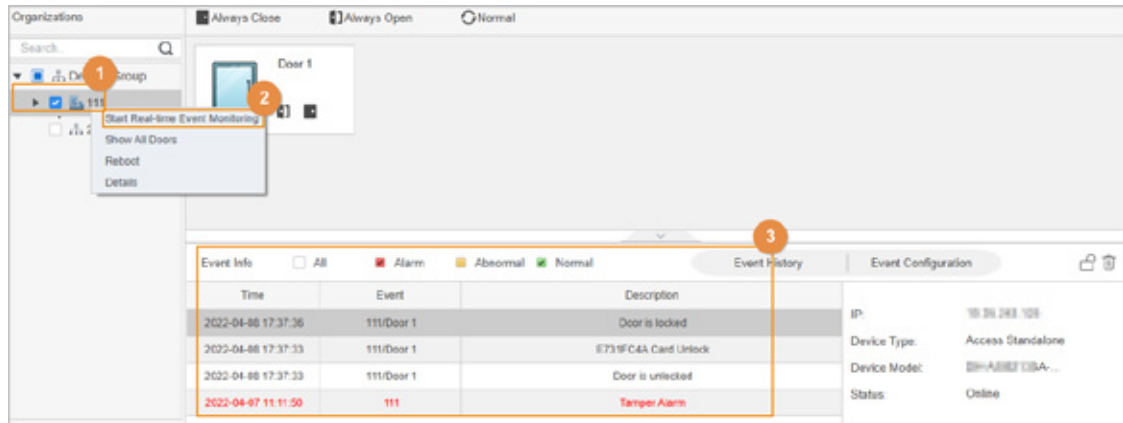 Organizations
Always Close Always Open Normal
Search..
Door 1
1
Group
2
111
Start Real-time Event Monitoring
Show All Doors
Reboot
Details
3
Event Info All Alarm Abnormal Normal Event History Event Configuration
Time Event Description
2022-04-08 17:37:36 111/Door 1 Door is locked
2022-04-08 17:37:33 111/Door 1 E731FC4A Card Unlock
2022-04-08 17:37:33 111/Door 1 Door is unlocked
2022-04-07 11:11:50 111 Tamper Alarm
IP:
Device Type: Access Standalone
Device Model:
Status: Online